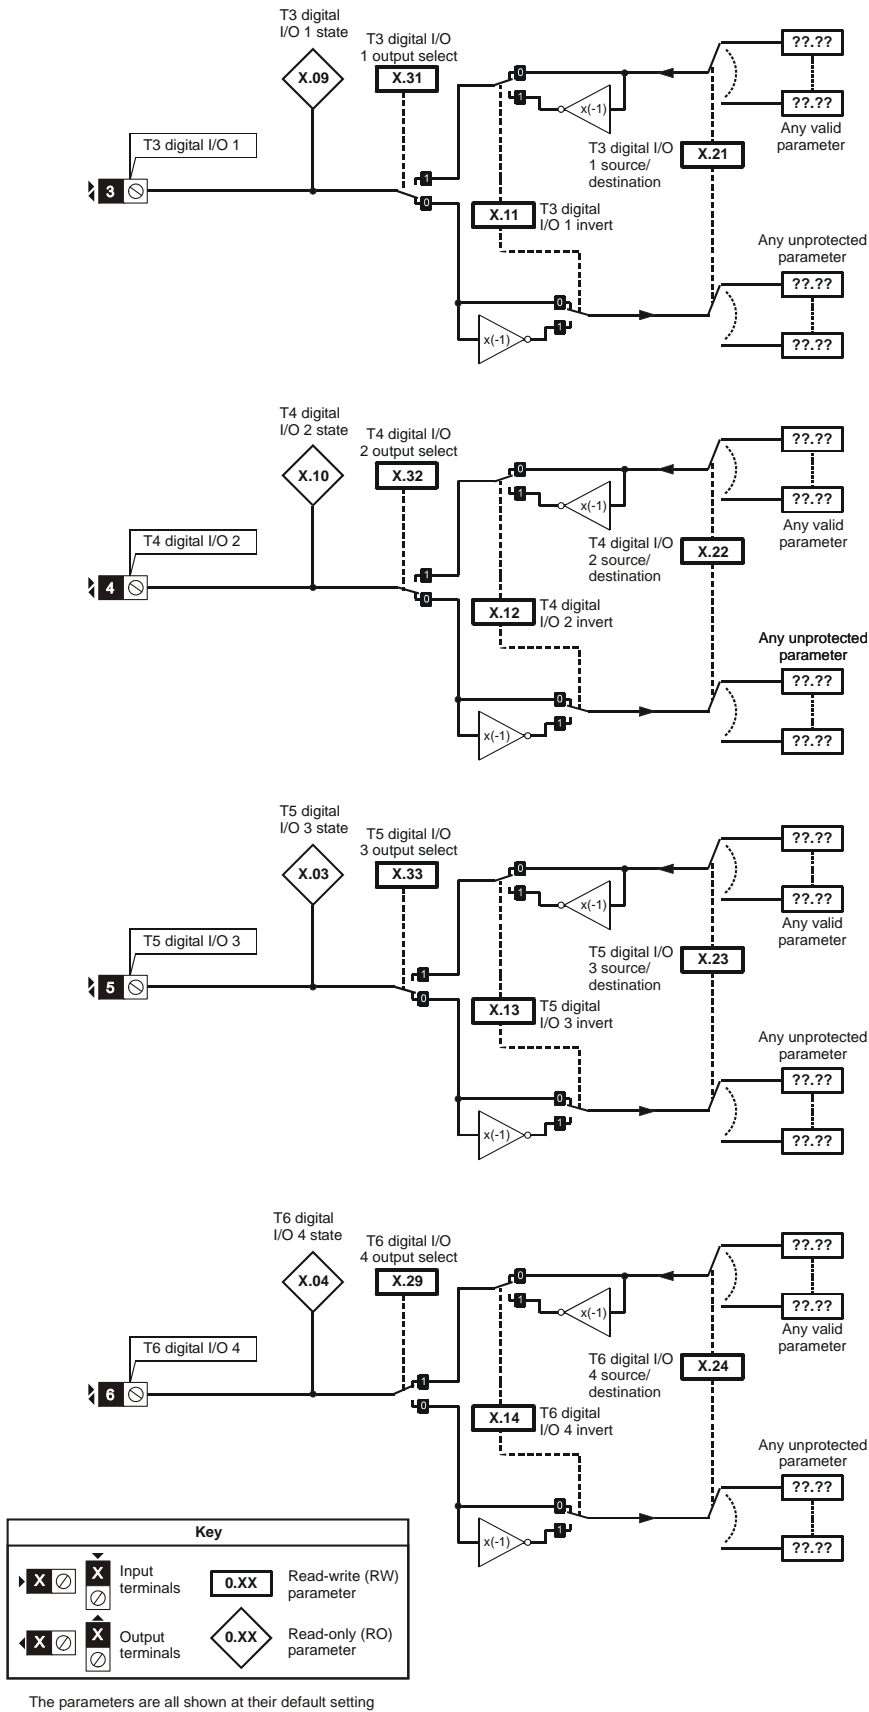 T3 digital
I/O 1 state
X.09
T3 digital I/O
1 output select
X.31
0
1
x(-1)
??.??
??.??
Any valid
parameter
T3 digital I/O 1
3
1
0
T3 digital I/O
1 source/
destination
X.21
X.11
T3 digital
I/O 1 invert
Any unprotected
parameter
??.??
??.??
0
1
x(-1)
T4 digital
I/O 2 state
X.10
T4 digital I/O
2 output select
X.32
0
1
x(-1)
??.??
??.??
Any valid
parameter
T4 digital I/O 2
4
1
0
T4 digital I/O
2 source/
destination
X.22
X.12
T4 digital
I/O 2 invert
Any unprotected
parameter
??.??
??.??
0
1
x(-1)
T5 digital
I/O 3 state
X.03
T5 digital I/O
3 output select
X.33
0
1
x(-1)
??.??
??.??
Any valid
parameter
T5 digital I/O 3
5
1
0
T5 digital I/O
3 source/
destination
X.23
X.13
T5 digital
I/O 3 invert
Any unprotected
parameter
??.??
??.??
0
1
x(-1)
T6 digital
I/O 4 state
X.04
T6 digital I/O
4 output select
X.29
0
1
x(-1)
??.??
??.??
Any valid
parameter
T6 digital I/O 4
6
1
0
T6 digital I/O
4 source/
destination
X.24
X.14
T6 digital
I/O 4 invert
Any unprotected
parameter
??.??
??.??
0
1
x(-1)
Key
X
X
Input
terminals
0.XX
Read-write (RW)
parameter
X
X
Output
terminals
0.XX
Read-only (RO)
parameter
The parameters are all shown at their default setting